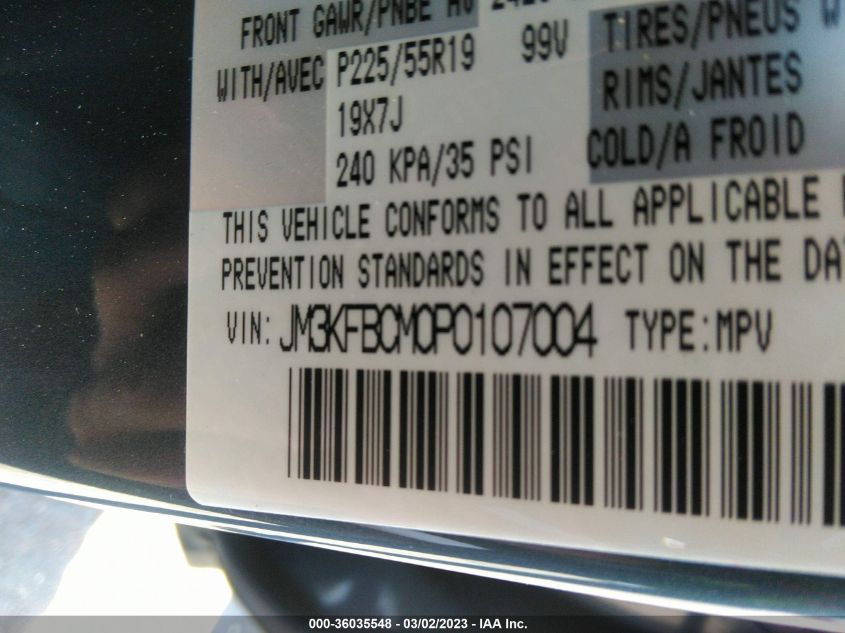 FRONT GAWR/PNBE AV
WITH/AVEC P225/55R19 99V TIRES/PNEUS
19X7J RIMS/JANTES
240 KPA/35 PSI COLD/A FROID
THIS VEHICLE CONFORMS TO ALL APPLICABLE
PREVENTION STANDARDS IN EFFECT ON THE
VIN: JM3KFBCM0P0107004 TYPE:MPV
000-36035548 - 03/02/2023 - IAA Inc.